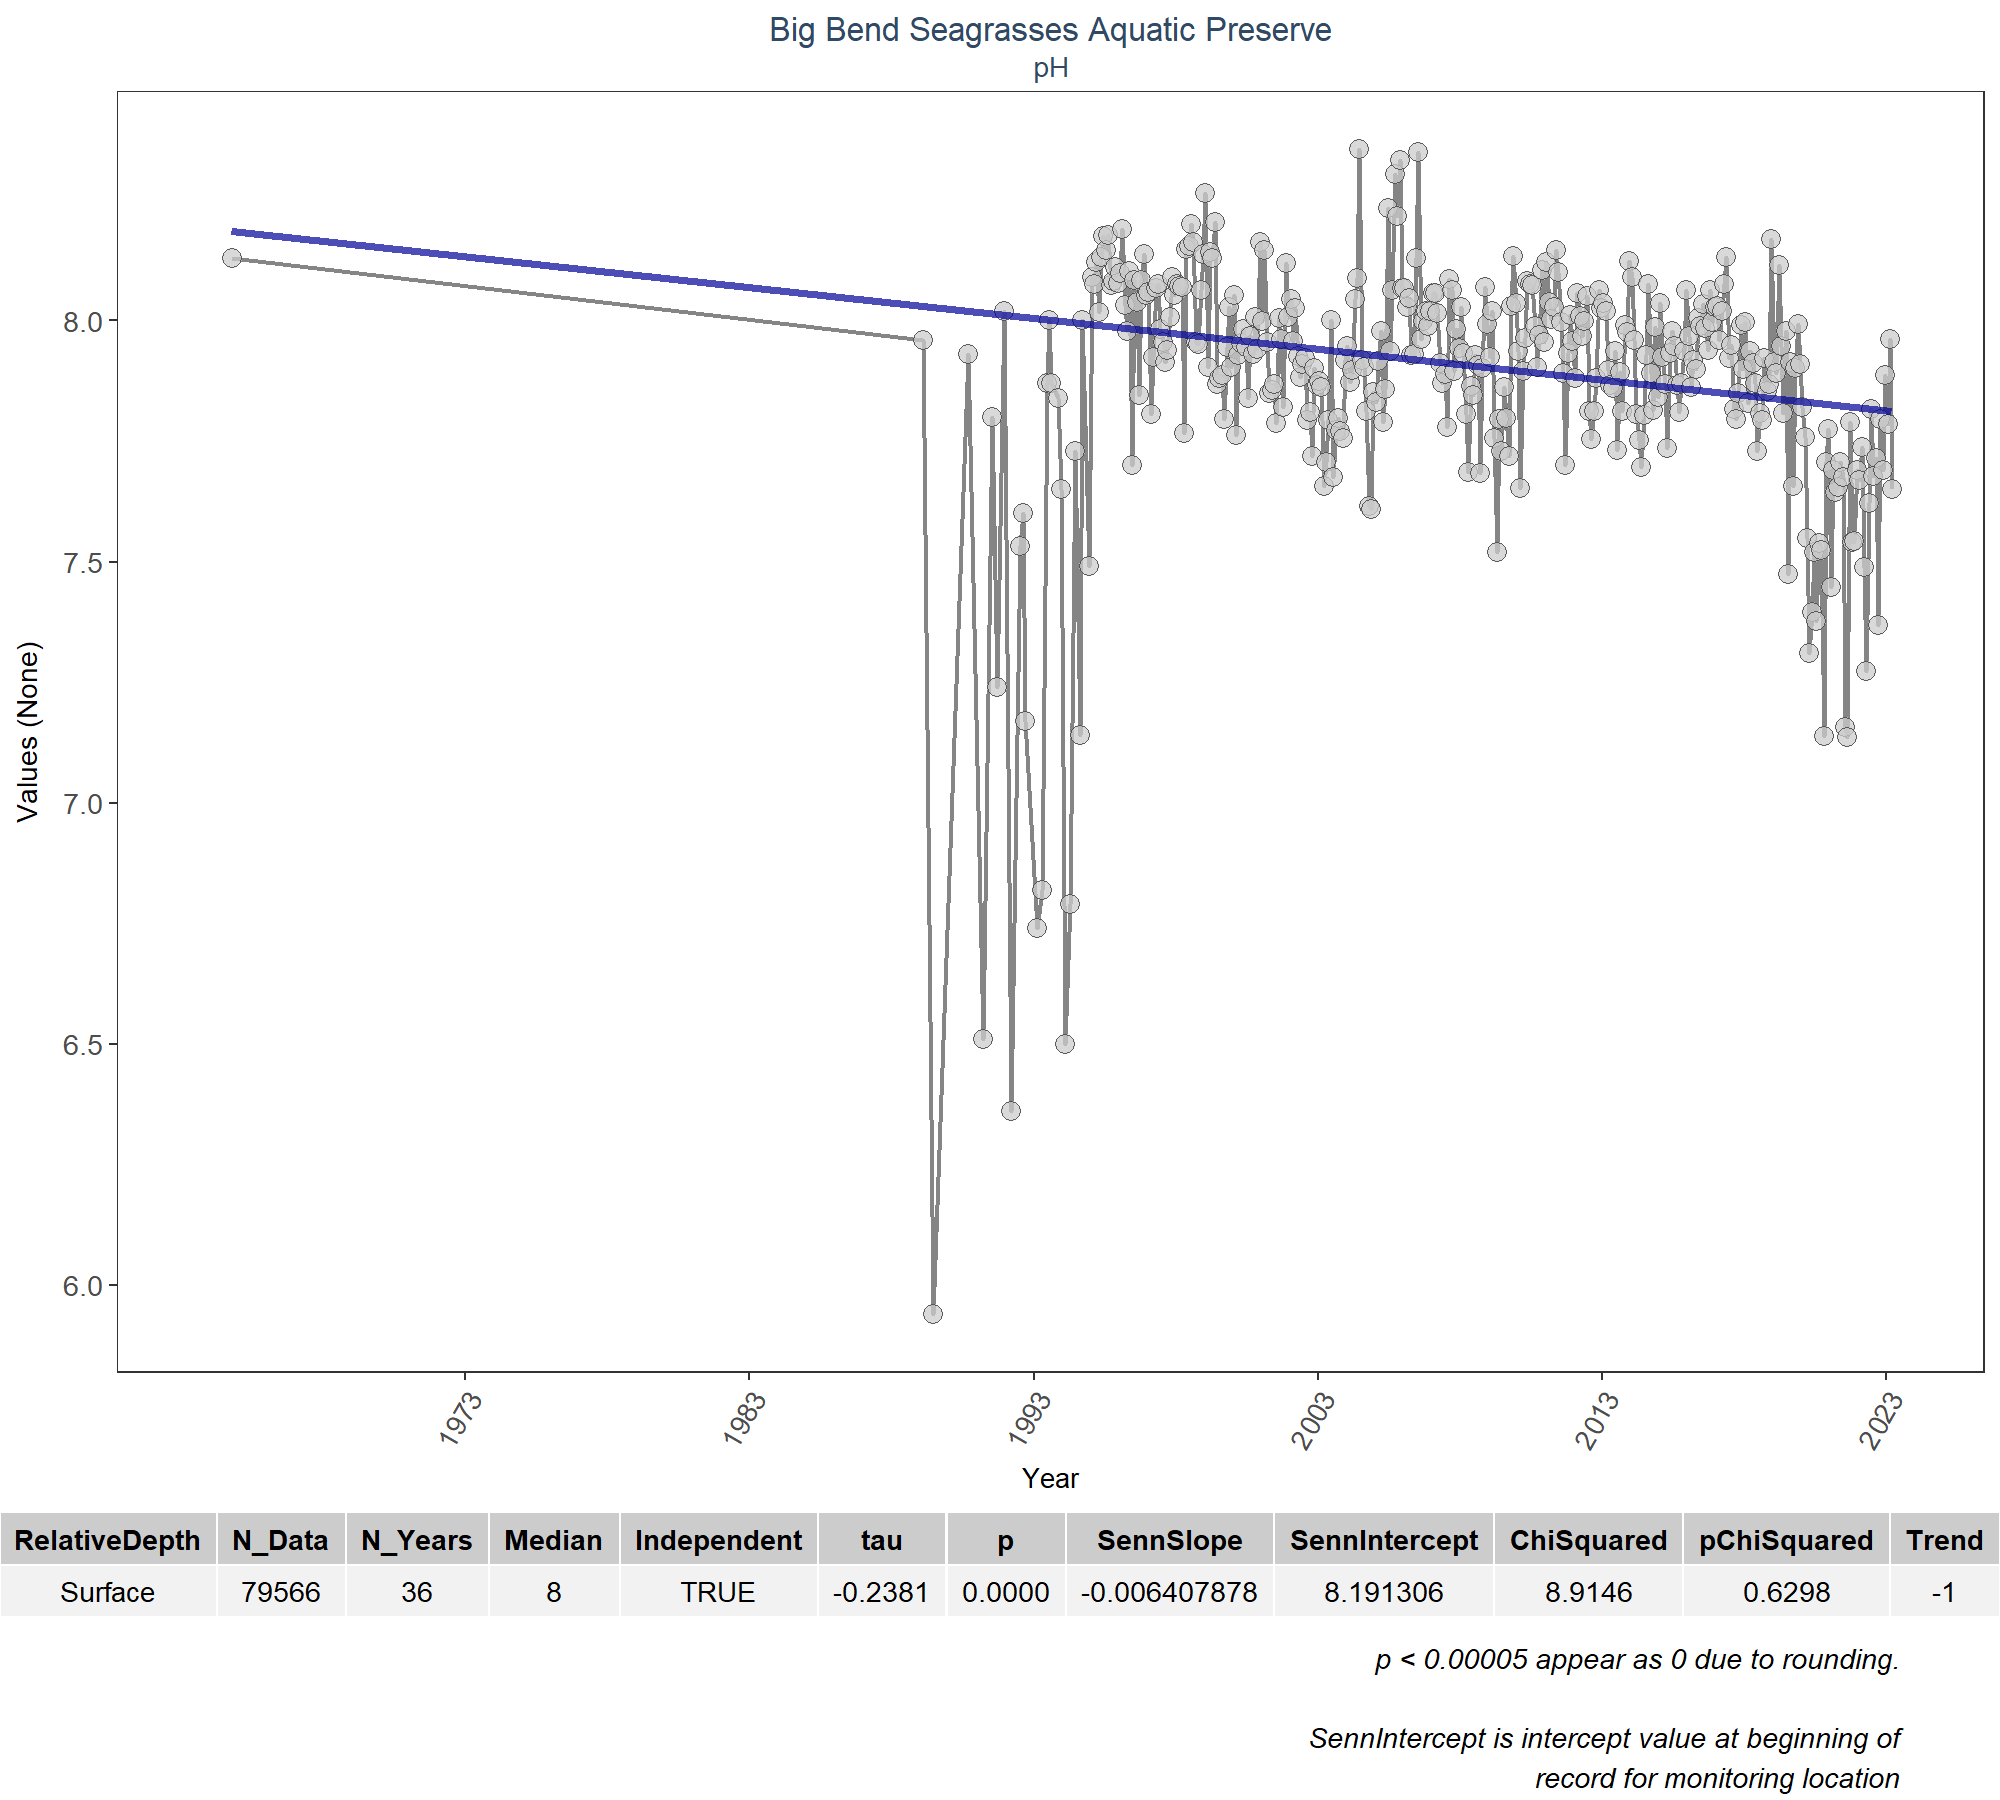 Big Bend Seagrasses Aquatic Preserve
pH
Values (None)
8.0
7.5
7.0
6.5
6.0
1973
1983
1993
2003
2013
2023
Year
RelativeDepth N_Data N_Years Median Independent tau p SennSlope SennIntercept ChiSquared pChiSquared Trend
Surface 79566 36 8 TRUE -0.2381 0.0000 -0.006407878 8.191306 8.9146 0.6298 -1
p < 0.00005 appear as 0 due to rounding.
SennIntercept is intercept value at beginning of
record for monitoring location